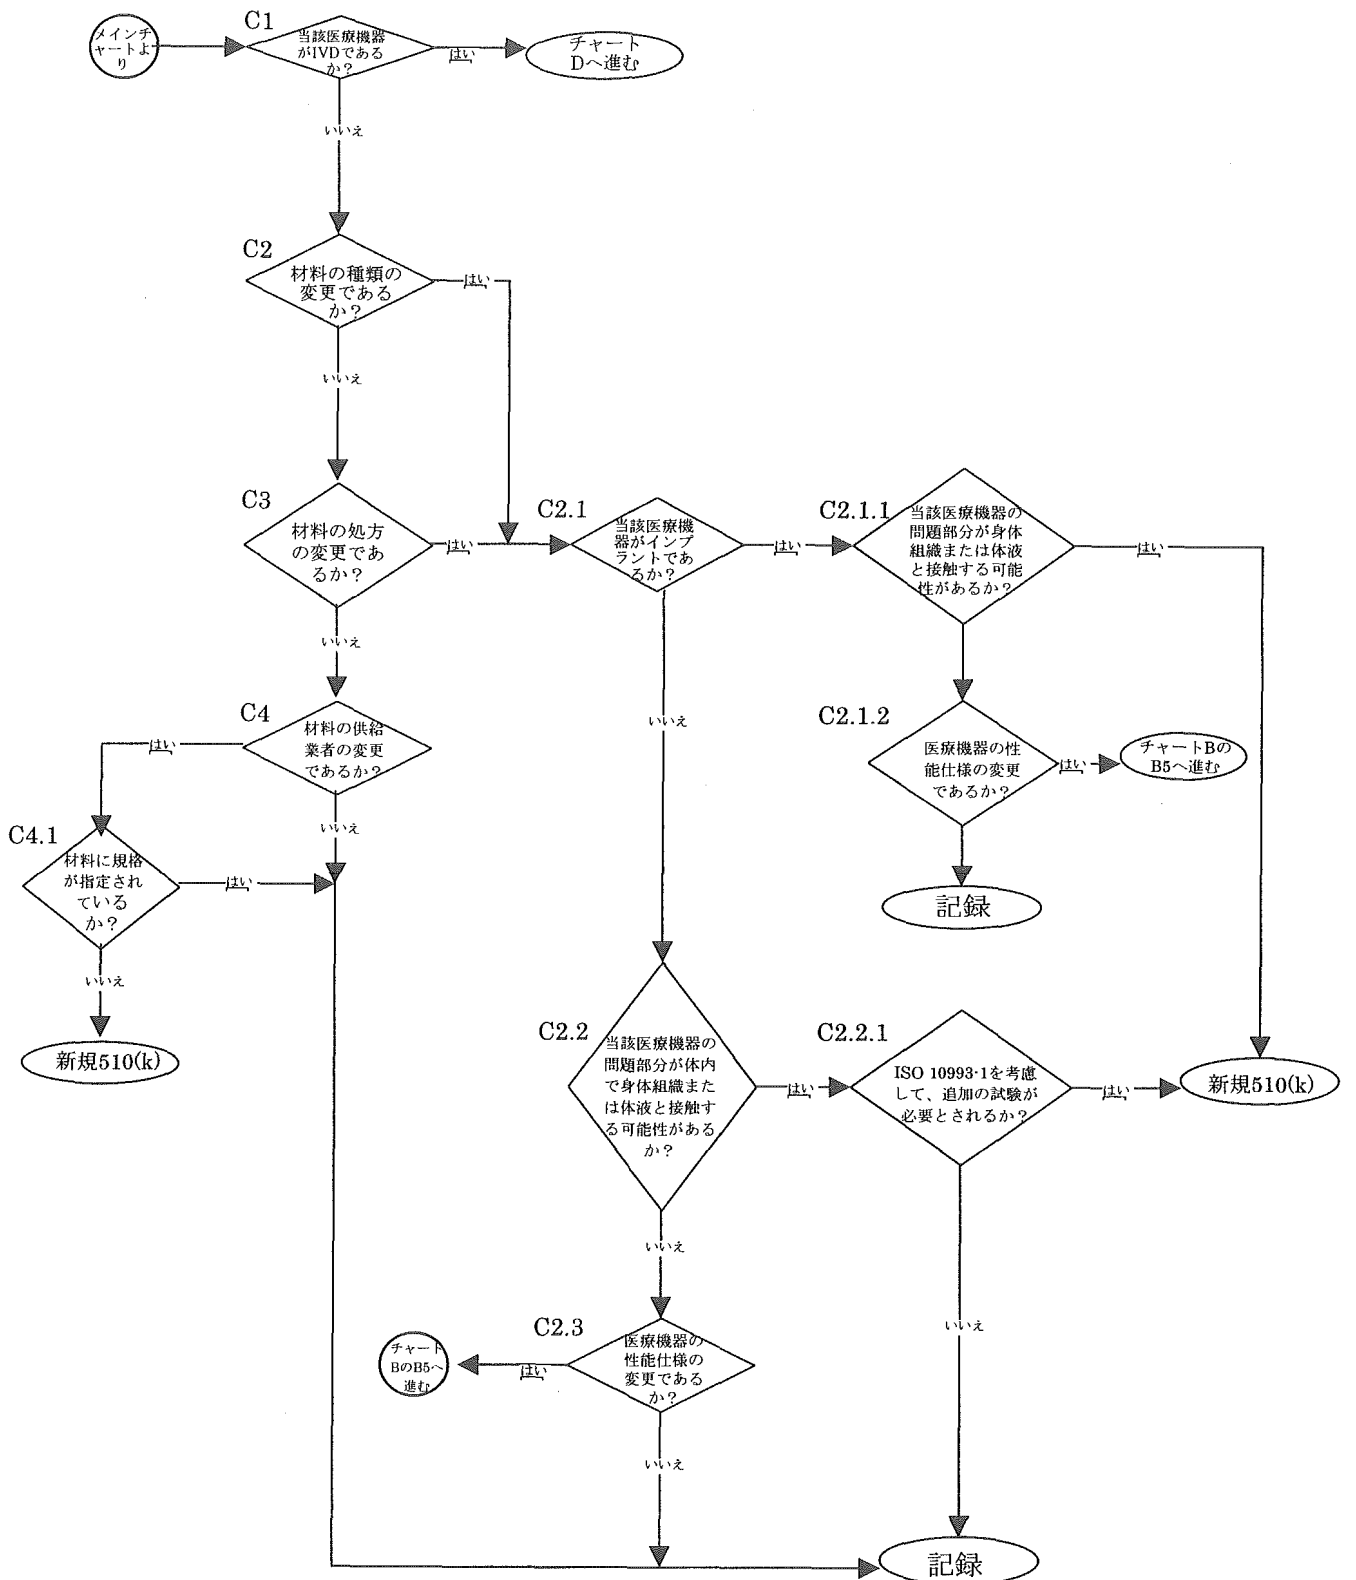 メインチ
ャートよ
り
C1
当該医療機器
がIVDである
か？
はい
チャート
Dへ進む
いいえ
C2
材料の種類の
変更である
か？
はい
いいえ
C3
材料の処方
の変更であ
るか？
はい
C2.1
当該医療機
器がインプ
ラントであ
るか？
はい
C2.1.1
当該医療機器の
問題部分が身体
組織または体液
と接触する可能
性があるか？
はい
いいえ
C4
材料の供給
業者の変更
であるか？
はい
いいえ
いいえ
C2.1.2
医療機器の性
能仕様の変更
であるか？
はい
チャートBの
B5へ進む
記録
C4.1
材料に規格
が指定され
ている
か？
はい
いいえ
新規510(k)
C2.2
当該医療機器の
問題部分が体内
で身体組織また
は体液と接触す
る可能性がある
か？
はい
C2.2.1
ISO 10993-1を考慮
して、追加の試験が
必要とされるか？
はい
新規510(k)
いいえ
いいえ
C2.3
医療機器の
性能仕様の
変更である
か？
はい
チャート
BのB5へ
進む
いいえ
記録